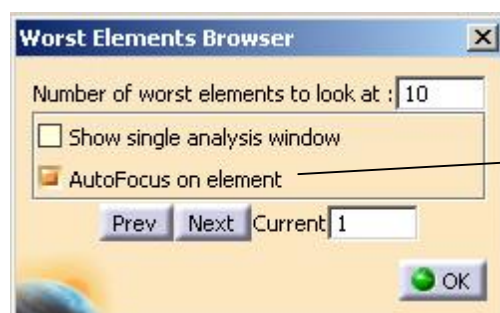 Worst Elements Browser
Number of worst elements to look at : 10
Show single analysis window
AutoFocus on element
Prev Next Current 1
OK